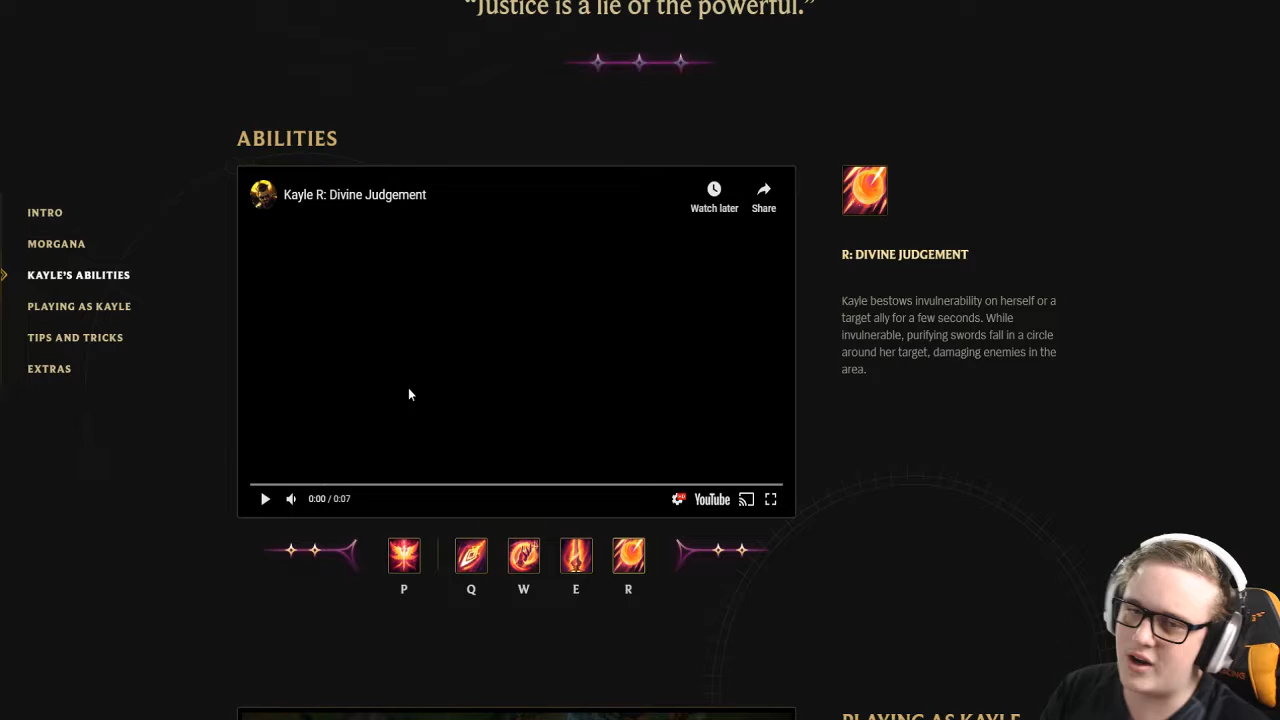 “Justice is a lie of the powerful.”
ABILITIES
INTRO
MORGANA
KAYLE'S ABILITIES
PLAYING AS KAYLE
TIPS AND TRICKS
EXTRAS
Kayle R: Divine Judgement
Watch later
Share
0:00 / 0:07
HD
YouTube
R: DIVINE JUDGEMENT
Kayle bestows invulnerability on herself or a
target ally for a few seconds. While
invulnerable, purifying swords fall in a circle
around her target, damaging enemies in the
area.
P
Q
W
E
R
PLAYING AS KAYLE